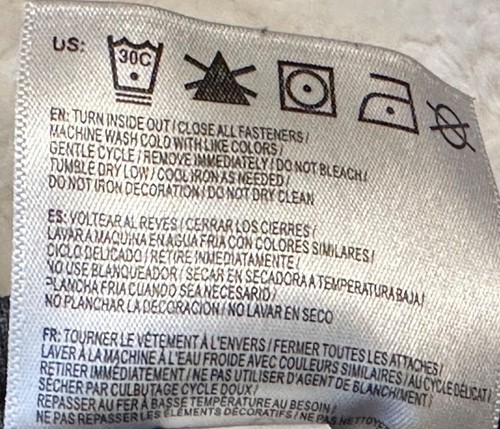 US: 30C
EN: TURN INSIDE OUT / CLOSE ALL FASTENERS /
MACHINE WASH COLD WITH LIKE COLORS /
GENTLE CYCLE / REMOVE IMMEDIATELY / DO NOT BLEACH /
TUMBLE DRY LOW / COOL IRON AS NEEDED /
DO NOT IRON DECORATION / DO NOT DRY CLEAN
ES: VOLTEAR AL REVES / CERRAR LOS CIERRES /
LAVAR A MAQUINA EN AGUA FRIA CON COLORES SIMILARES /
CICLO DELICADO / RETIRE INMEDIATAMENTE /
NO USE BLANQUEADOR / SECAR EN SECADORA A TEMPERATURA BAJA /
PLANCHA FRIA CUANDO SEA NECESARIO /
NO PLANCHAR LA DECORACION / NO LAVAR EN SECO
FR: TOURNER LE VÊTEMENT À L'ENVERS / FERMER TOUTES LES ATTACHES /
LAVER À LA MACHINE À L'EAU FROIDE AVEC COULEURS SIMILAIRES / AU CYCLE DÉLICAT /
RETIRER IMMÉDIATEMENT / NE PAS UTILISER D'AGENT DE BLANCHIMENT /
SÉCHER PAR CULBUTAGE CYCLE DOUX /
REPASSER AU FER À BASSE TEMPÉRATURE AU BESOIN /
NE PAS REPASSER LES ÉLÉMENTS DÉCORATIFS / NE PAS NETTOYE